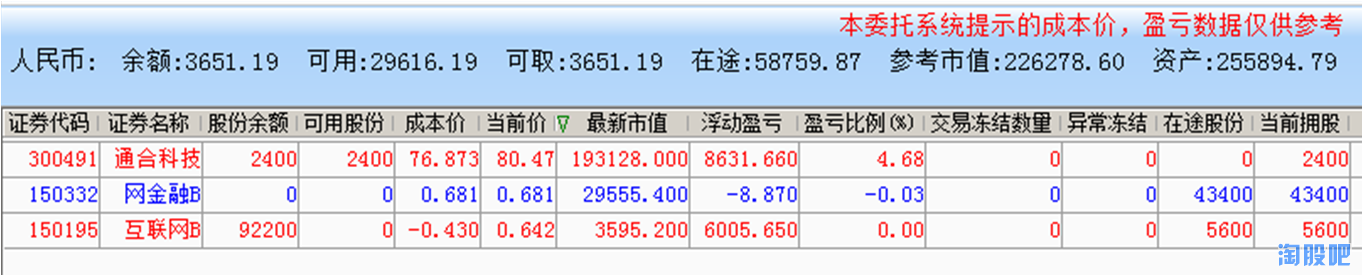 本委托系统提示的成本价，盈亏数据仅供参考
人民币: 余额:3651.19 可用:29616.19 可取:3651.19 在途:58759.87 参考市值:226278.60 资产:255894.79
证券代码 证券名称 股份余额 可用股份 成本价 当前价 最新市值 浮动盈亏 盈亏比例(%) 交易冻结数量 异常冻结 在途股份 当前拥股
300491 通合科技 2400 2400 76.873 80.47 193128.000 8631.660 4.68 0 0 0 2400
150332 网金融B 0 0 0.681 0.681 29555.400 -8.870 -0.03 0 0 43400 43400
150195 互联网B 92200 0 -0.430 0.642 3595.200 6005.650 0.00 0 0 5600 5600
淘股吧